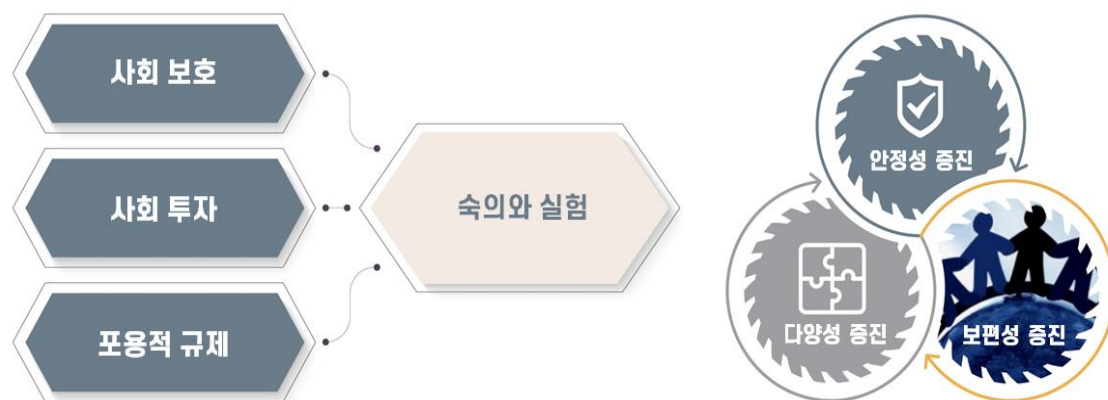 사회 보호
사회 투자
포용적 규제
숙의와 실험
안정성 증진
다양성 증진
보편성 증진